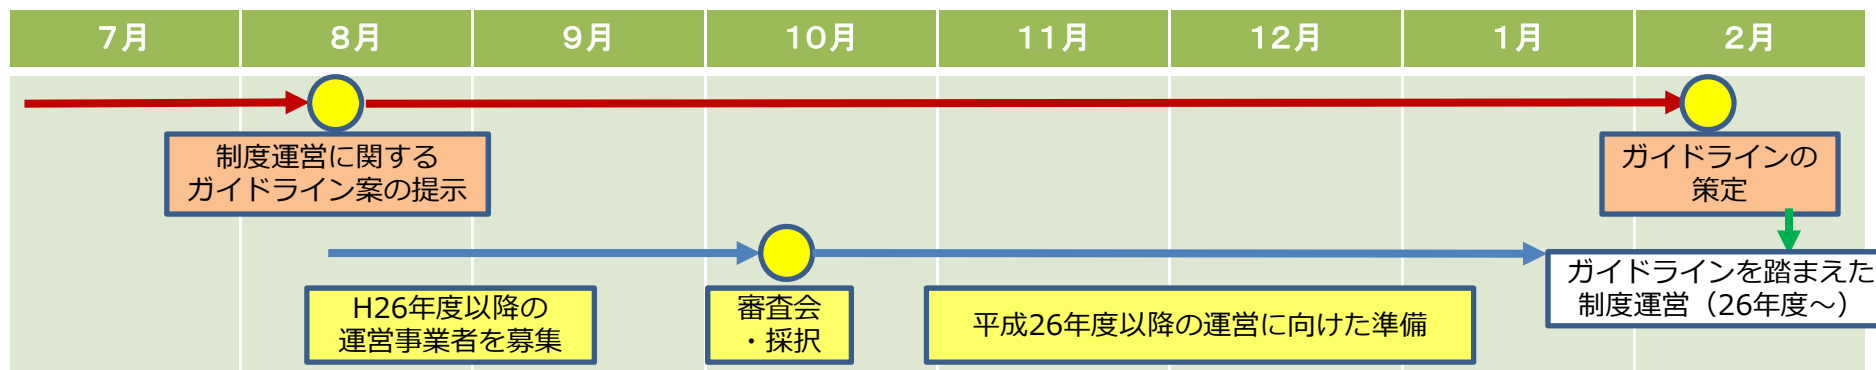 7月
8月
9月
10月
11月
12月
1月
2月
制度運営に関する
ガイドライン案の提示
ガイドラインの
策定
H26年度以降の
運営事業者を募集
審査会
・採択
平成26年度以降の運営に向けた準備
ガイドラインを踏まえた
制度運営（26年度～）